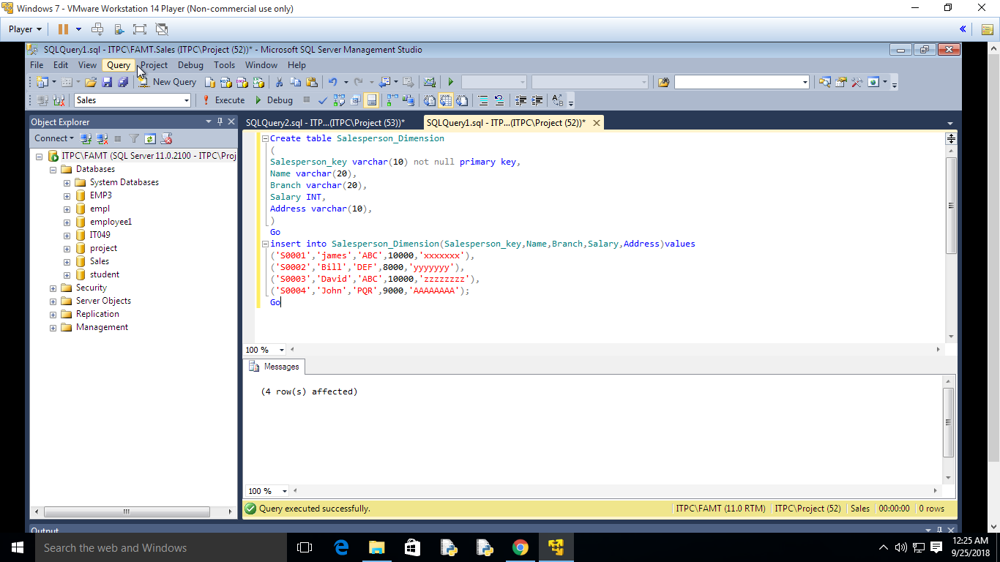 Windows 7 - VMware Workstation 14 Player (Non-commercial use only)
Player
SQLQuery1.sql - ITPC\FAMT.Sales (ITPC\Project (52))* - Microsoft SQL Server Management Studio
File Edit View Query Project Debug Tools Window Help
New Query
Sales Execute Debug
Object Explorer
SQLQuery2.sql - ITP...(ITPC\Project (53))* SQLQuery1.sql - ITP...(ITPC\Project (52))*
Connect
ITPC\FAMT (SQL Server 11.0.2100 - ITPC\Proj
Databases
System Databases
EMP3
empl
employee1
IT049
project
Sales
student
Security
Server Objects
Replication
Management
Create table Salesperson_Dimension
(
Salesperson_key varchar(10) not null primary key,
Name varchar(20),
Branch varchar(20),
Salary INT,
Address varchar(10),
)
Go
insert into Salesperson_Dimension(Salesperson_key,Name,Branch,Salary,Address)values
('S0001','james','ABC',10000,'xxxxxxx'),
('S0002','Bill','DEF',8000,'yyyyyyy'),
('S0003','David','ABC',10000,'zzzzzzzz'),
('S0004','John','PQR',9000,'AAAAAAAA');
Go
100 %
Messages
(4 row(s) affected)
100 %
Query executed successfully. ITPC\FAMT (11.0 RTM) ITPC\Project (52) Sales 00:00:00 0 rows
Output
Search the web and Windows
12:25 AM
9/25/2018